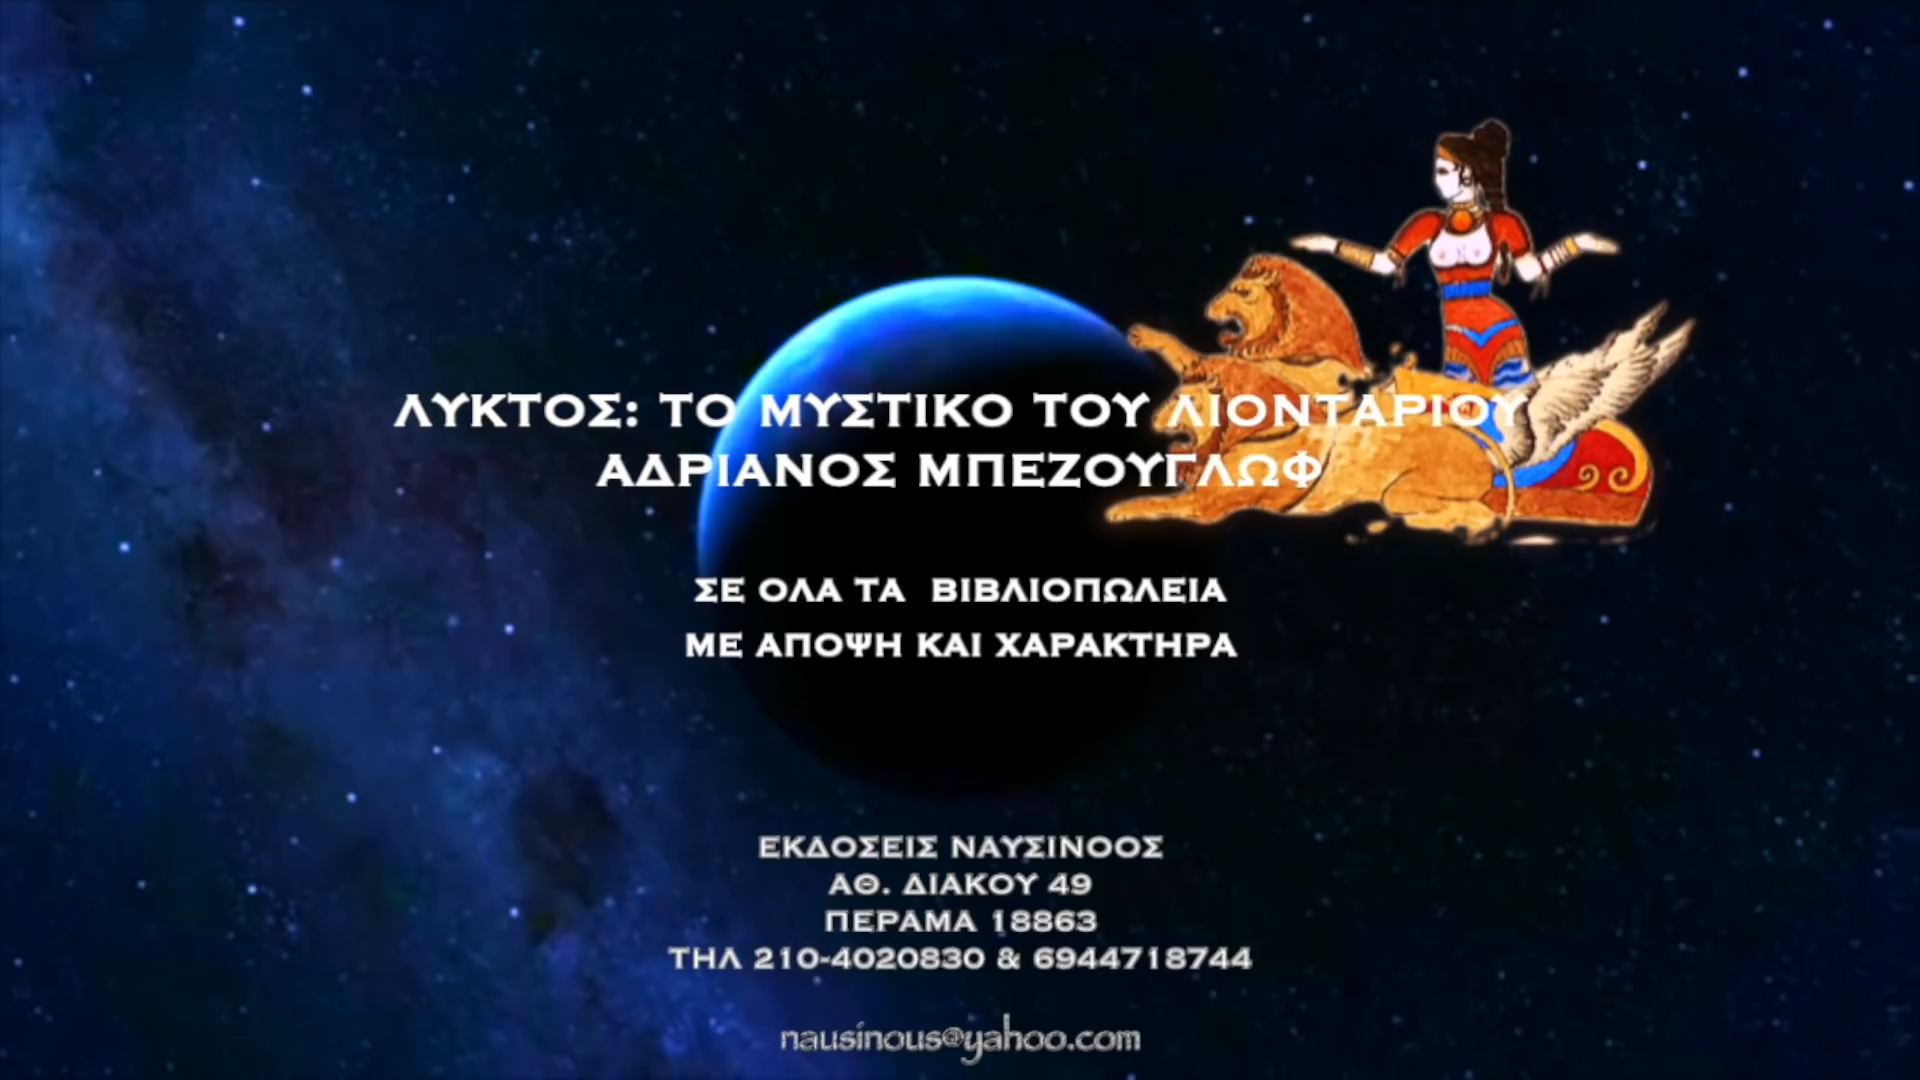 ΛΥΚΤΟΣ: ΤΟ ΜΥΣΤΙΚΟ ΤΟΥ ΛΙΟΝΤΑΡΙΟΥ
ΑΔΡΙΑΝΟΣ ΜΠΕΖΟΥΓΛΩΦ
ΣΕ ΟΛΑ ΤΑ ΒΙΒΛΙΟΠΩΛΕΙΑ
ΜΕ ΑΠΟΨΗ ΚΑΙ ΧΑΡΑΚΤΗΡΑ
ΕΚΔΟΣΕΙΣ ΝΑΥΣΙΝΟΟΣ
ΑΘ. ΔΙΑΚΟΥ 49
ΠΕΡΑΜΑ 18863
ΤΗΛ 210-4020830 & 6944718744
nausinous@yahoo.com